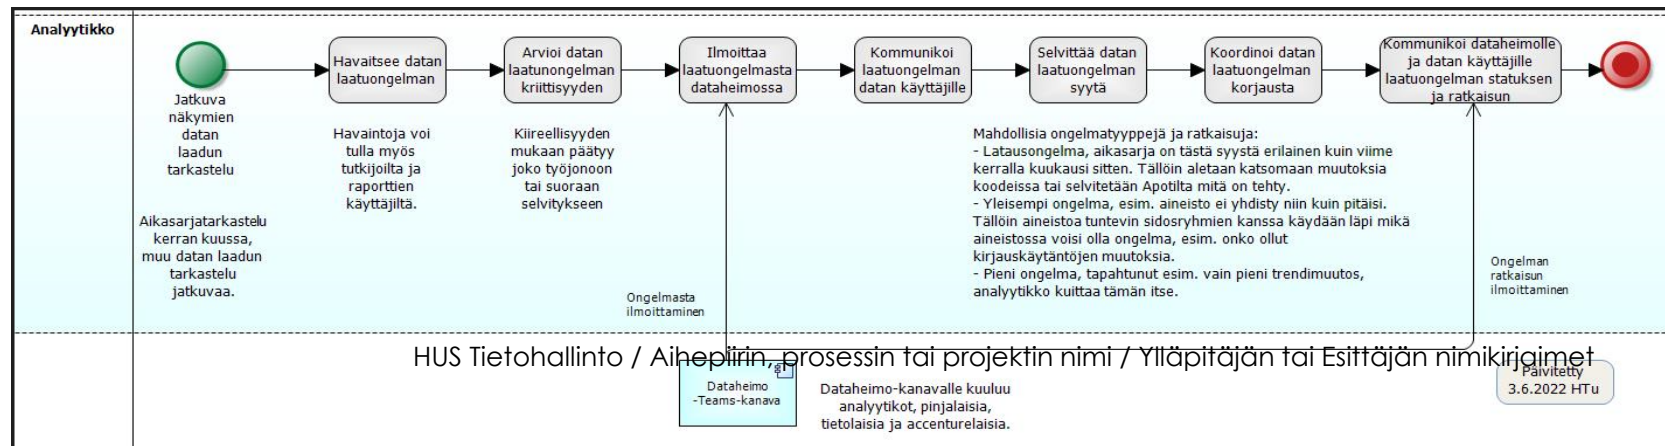 Analyytikko
Jatkuva
näkymien
datan
laadun
tarkastelu
Aikasarjatarkastelu
kerran kuussa,
muu datan laadun
tarkastelu
jatkuvaa.
Havaitsee datan
laatuongelman
Havaintoja voi
tulla myös
tutkijoilta ja
raporttien
käyttäjiltä.
Arvioi datan
laatunongelman
kriittisyyden
Kiireellisyyden
mukaan päätyy
joko työjonoon
tai suoraan
selvitykseen
Ilmoittaa
laatuongelmasta
dataheimossa
Kommunikoi
laatuongelman
datan käyttäjille
Selvittää datan
laatuongelman
syytä
Koordinoi datan
laatuongelman
korjausta
Kommunikoi dataheimolle
ja datan käyttäjille
laatuongelman statuksen
ja ratkaisun
Mahdollisia ongelmatyyppejä ja ratkaisuja:
- Latausongelma, aikasarja on tästä syystä erilainen kuin viime
kerralla kuukausi sitten. Tällöin aletaan katsomaan muutoksia
koodeissa tai selvitetään Apotilta mitä on tehty.
- Yleisempi ongelma, esim. aineisto ei yhdisty niin kuin pitäisi.
Tällöin aineistoa tuntevin sidosryhmien kanssa käydään läpi mikä
aineistossa voisi olla ongelma, esim. onko ollut
kirjauskäytäntöjen muutoksia.
- Pieni ongelma, tapahtunut esim. vain pieni trendimuutos,
analyytikko kuittaa tämän itse.
Ongelmasta
ilmoittaminen
Ongelman
ratkaisun
ilmoittaminen
HUS Tietohallinto / Aihepiirin, prosessin tai projektin nimi / Ylläpitäjän tai Esittäjän nimikirjaimet
Dataheimo
-Teams-kanava
Dataheimo-kanavalle kuuluu
analyytikot, pinjalaisia,
tietolaisia ja accenturelaisia.
Päivitetty
3.6.2022 HTu